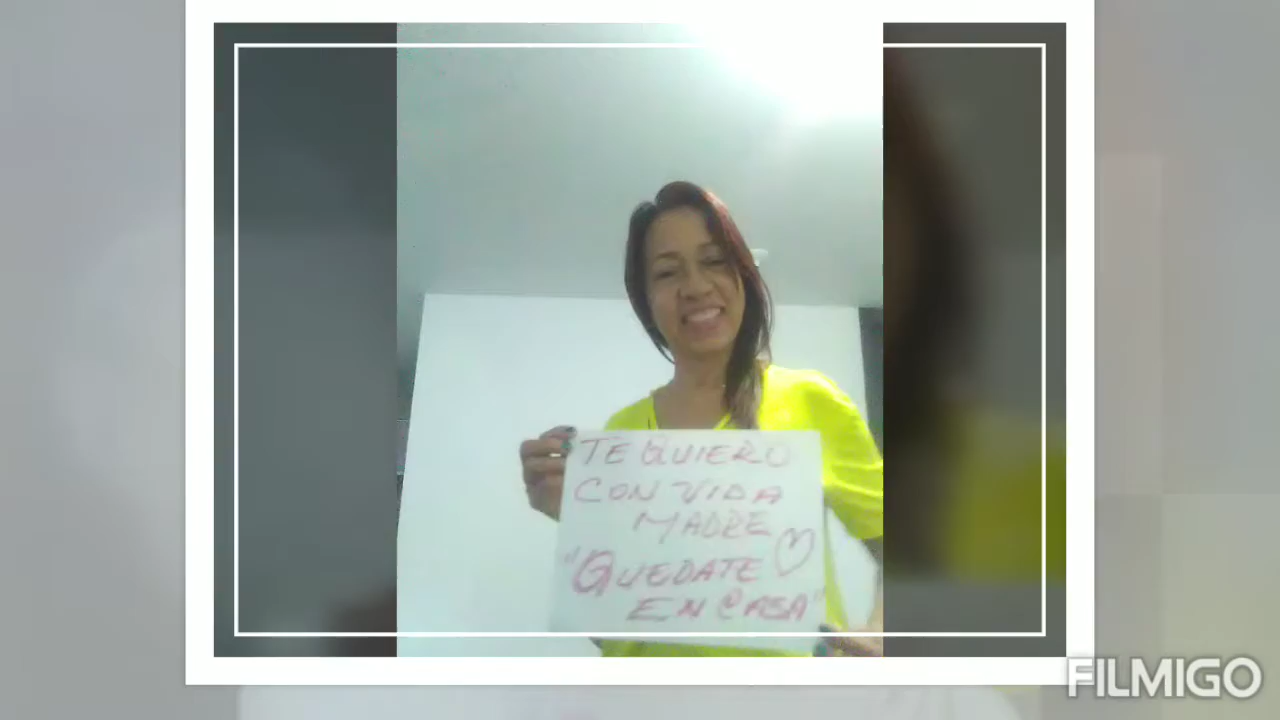 TE QUIERO
CON VIDA
MADRE
"QUEDATE
EN CASA"
FILMIGO